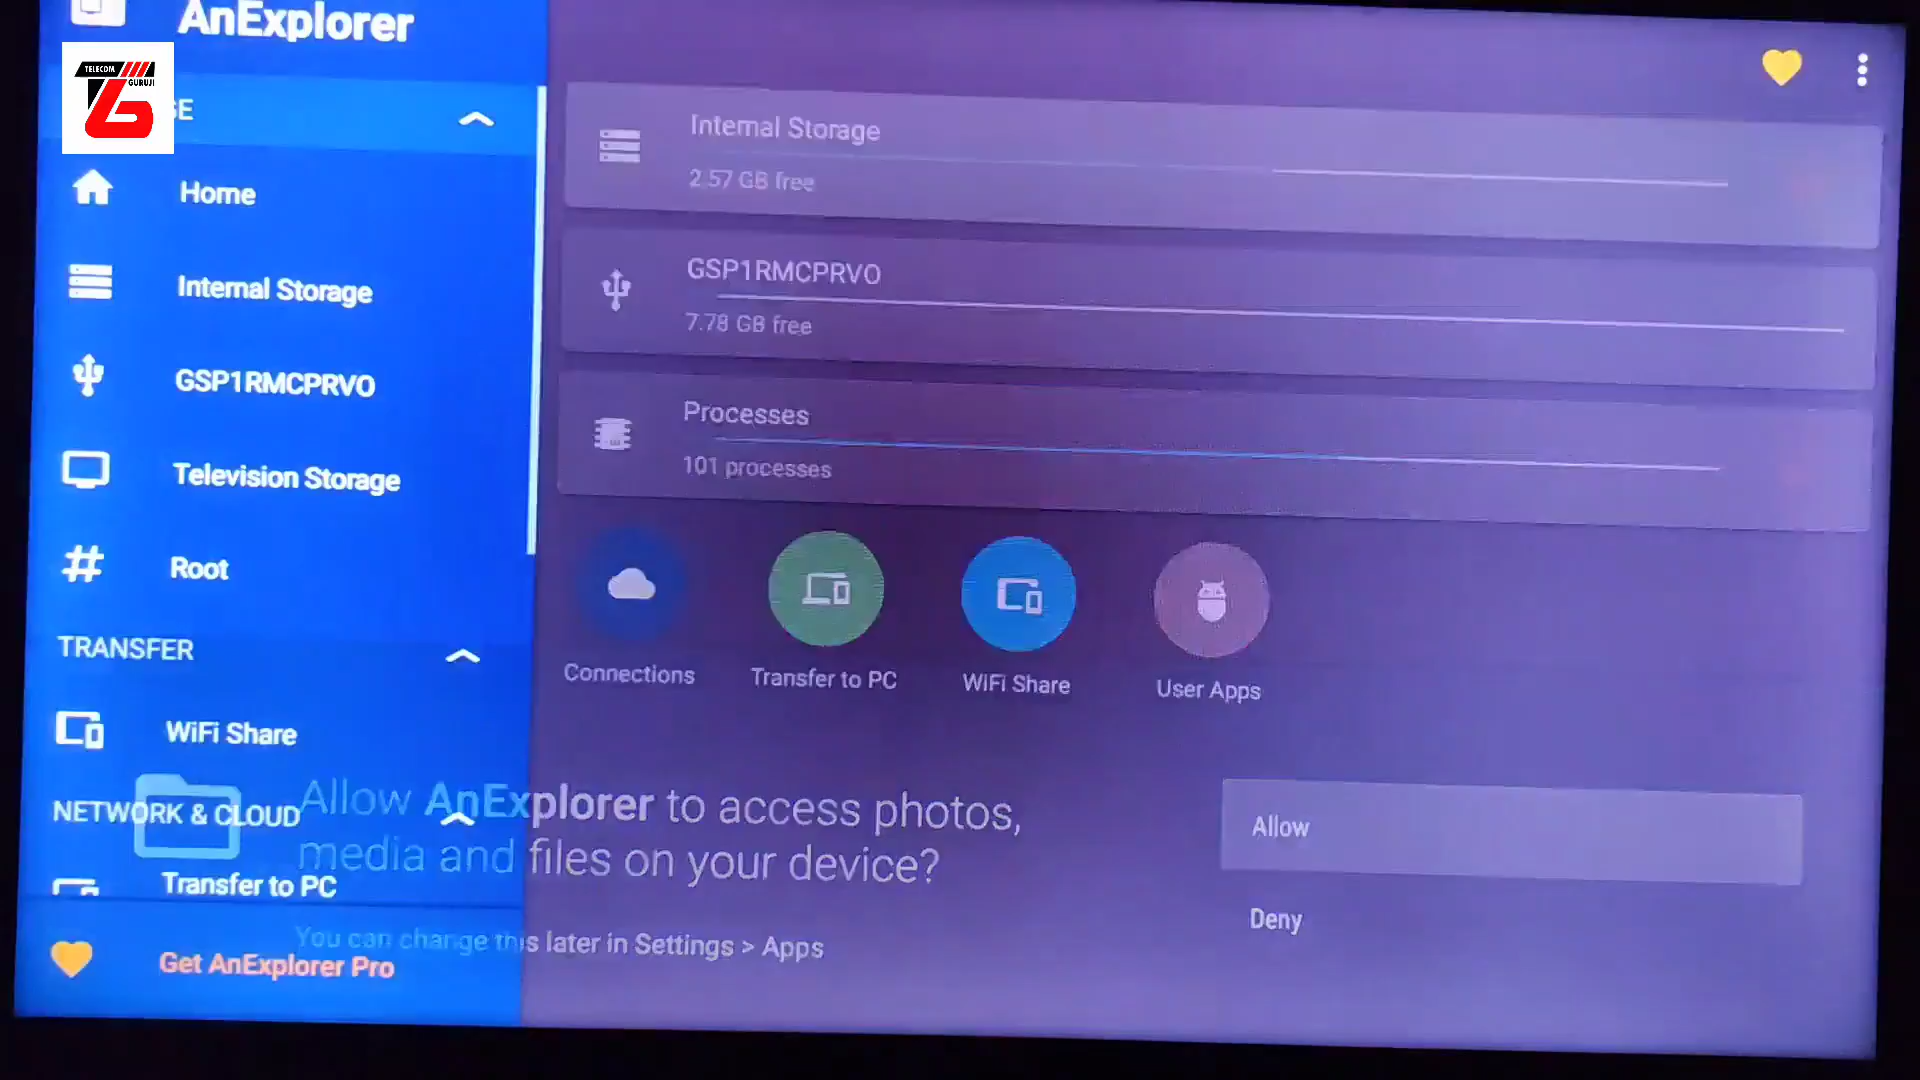 AnExplorer
TELECOM
GURUJI
GE
Home
Internal Storage
GSP1RMCPRVO
Television Storage
Root
TRANSFER
WiFi Share
NETWORK & CLOUD
Transfer to PC
Get AnExplorer Pro
Internal Storage
2.57 GB free
GSP1RMCPRVO
7.78 GB free
Processes
101 processes
Connections
Transfer to PC
WiFi Share
User Apps
Allow AnExplorer to access photos,
media and files on your device?
You can change this later in Settings > Apps
Allow
Deny